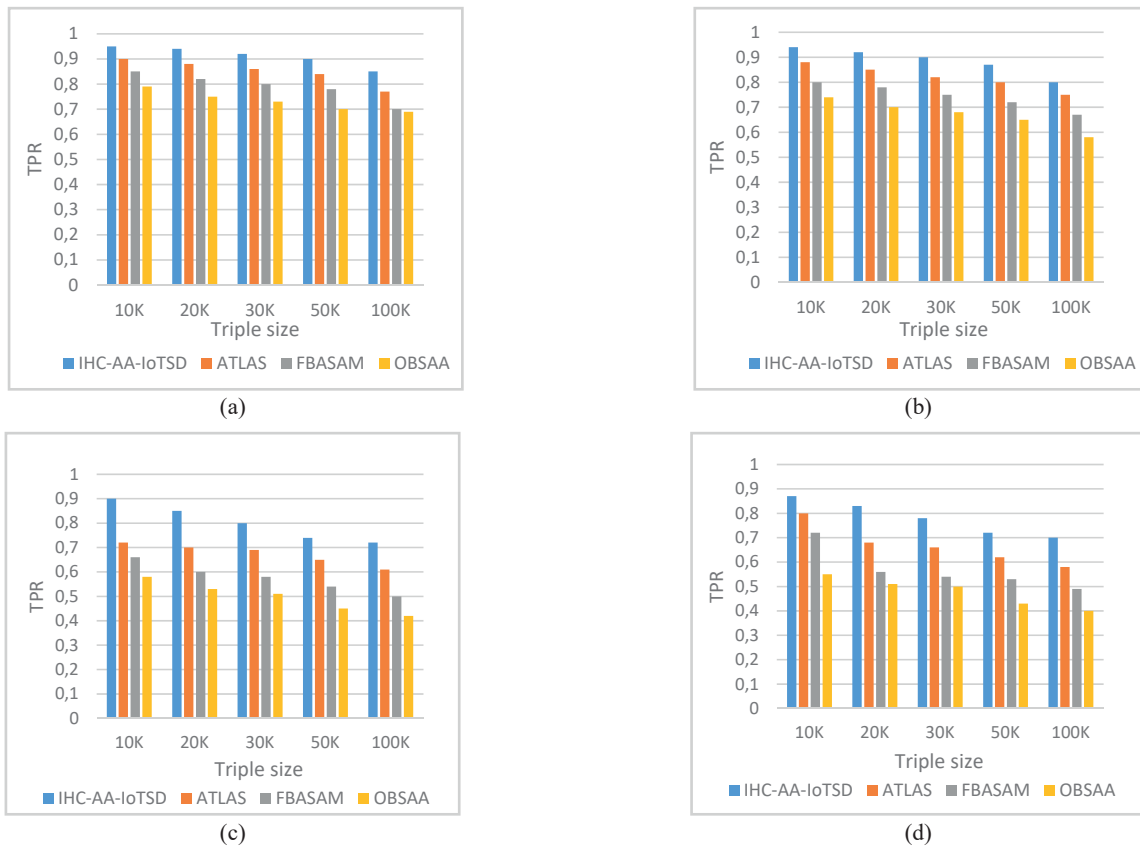 1
0,9
0,8
0,7
0,6
0,5
0,4
0,3
0,2
0,1
0
TPR
10K 20K 30K 50K 100K
Triple size
IHC-AA-IoTSD ATLAS FBASAM OBSAA
(a)
1
0,9
0,8
0,7
0,6
0,5
0,4
0,3
0,2
0,1
0
TPR
10K 20K 30K 50K 100K
Triple size
IHC-AA-IoTSD ATLAS FBASAM OBSAA
(b)
1
0,9
0,8
0,7
0,6
0,5
0,4
0,3
0,2
0,1
0
TPR
10K 20K 30K 50K 100K
Triple size
IHC-AA-IoTSD ATLAS FBASAM OBSAA
(c)
1
0,9
0,8
0,7
0,6
0,5
0,4
0,3
0,2
0,1
0
TPR
10K 20K 30K 50K 100K
Triple size
IHC-AA-IoTSD ATLAS FBASAM OBSAA
(d)